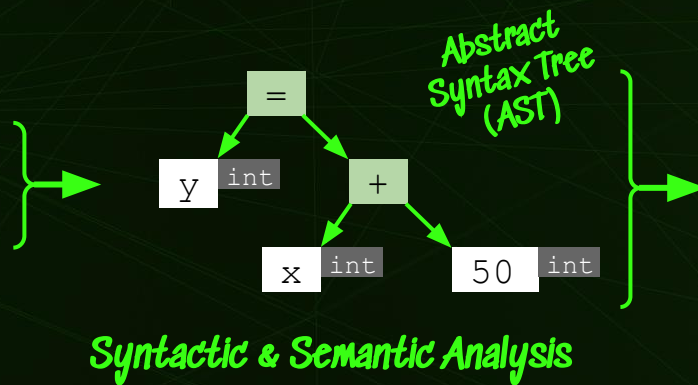 Abstract
Syntax Tree
(AST)
=
y int
+
x int
50 int
Syntactic & Semantic Analysis